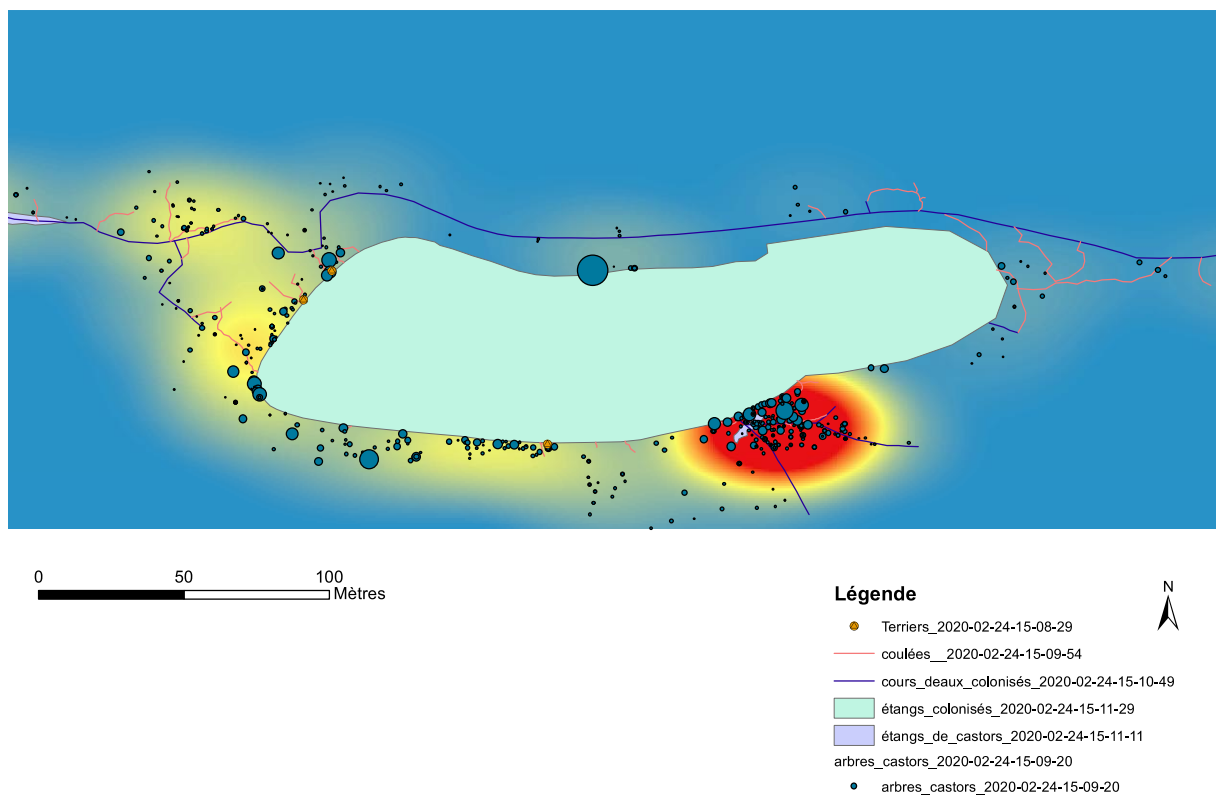 0 50 100
Mètres
N
Légende
Terriers_2020-02-24-15-08-29
coulées__2020-02-24-15-09-54
cours_deaux_colonisés_2020-02-24-15-10-49
étangs_colonisés_2020-02-24-15-11-29
étangs_de_castors_2020-02-24-15-11-11
arbres_castors_2020-02-24-15-09-20
arbres_castors_2020-02-24-15-09-20